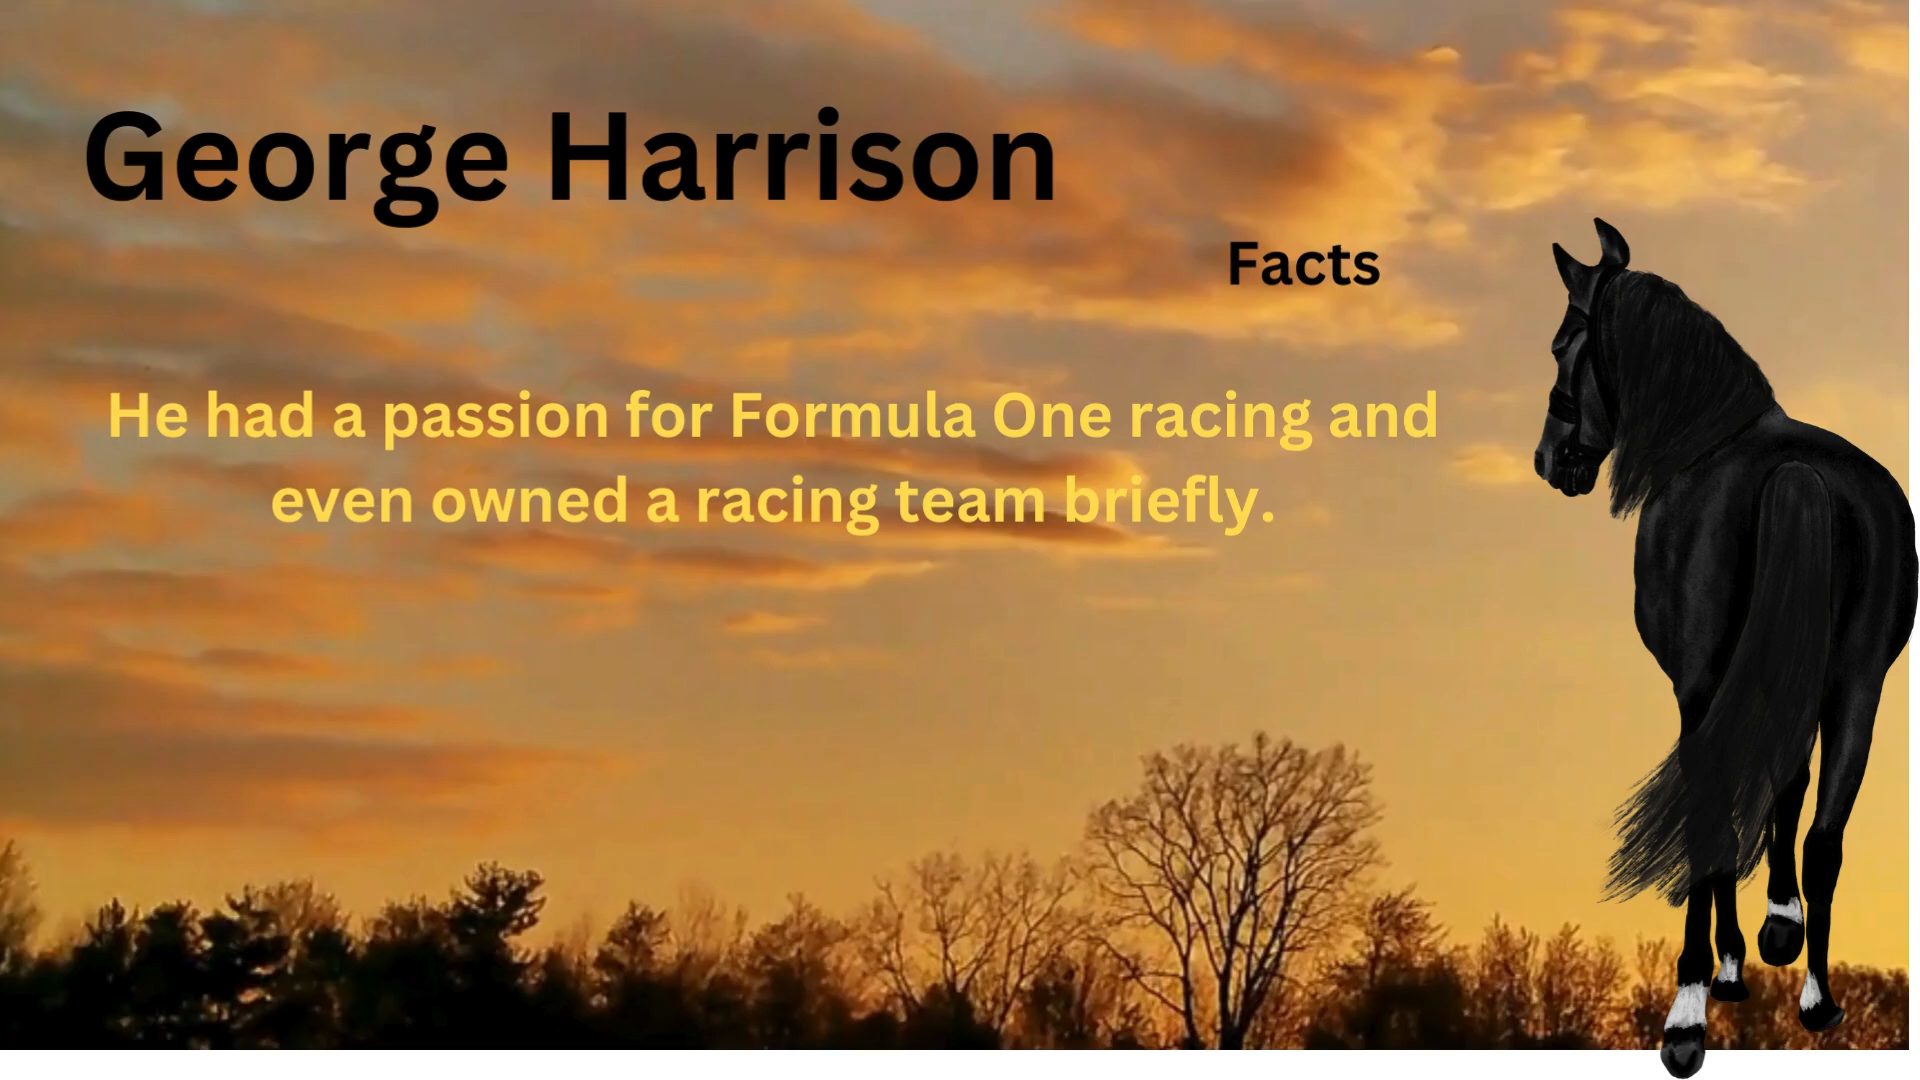 George Harrison
Facts
He had a passion for Formula One racing and
even owned a racing team briefly.